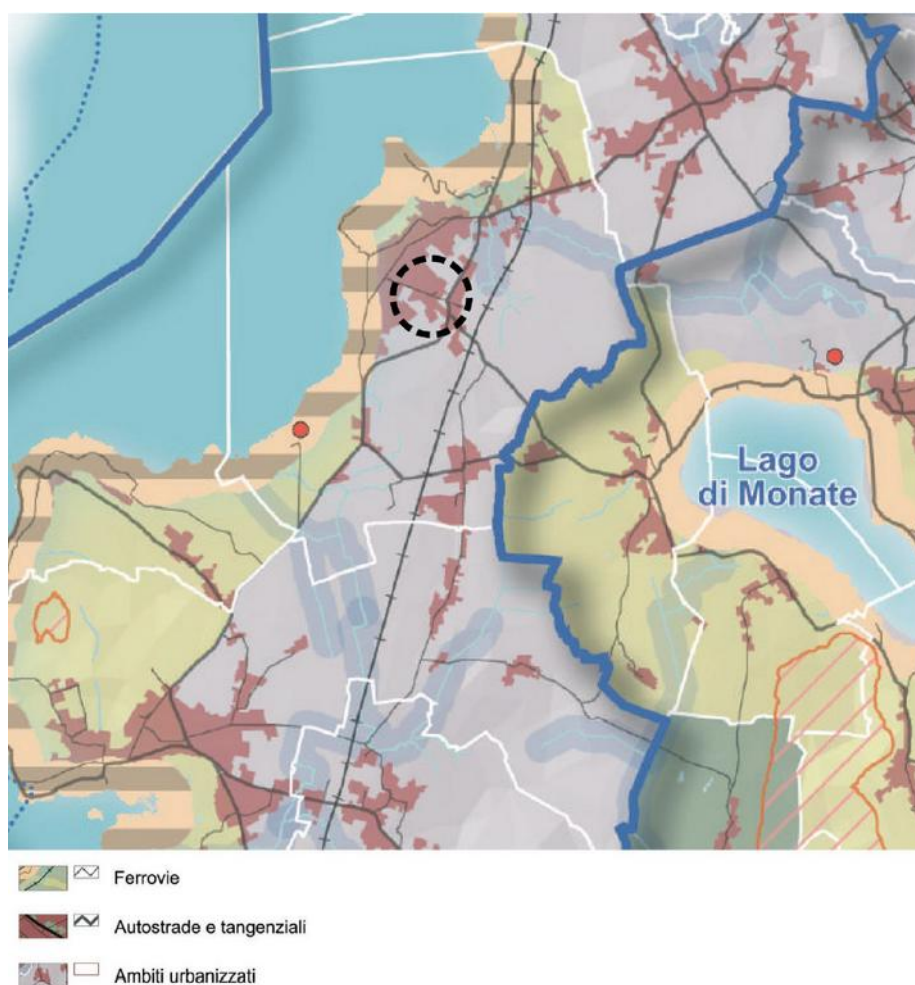 Lago
di Monate
Ferrovie
Autostrade e tangenziali
Ambiti urbanizzati